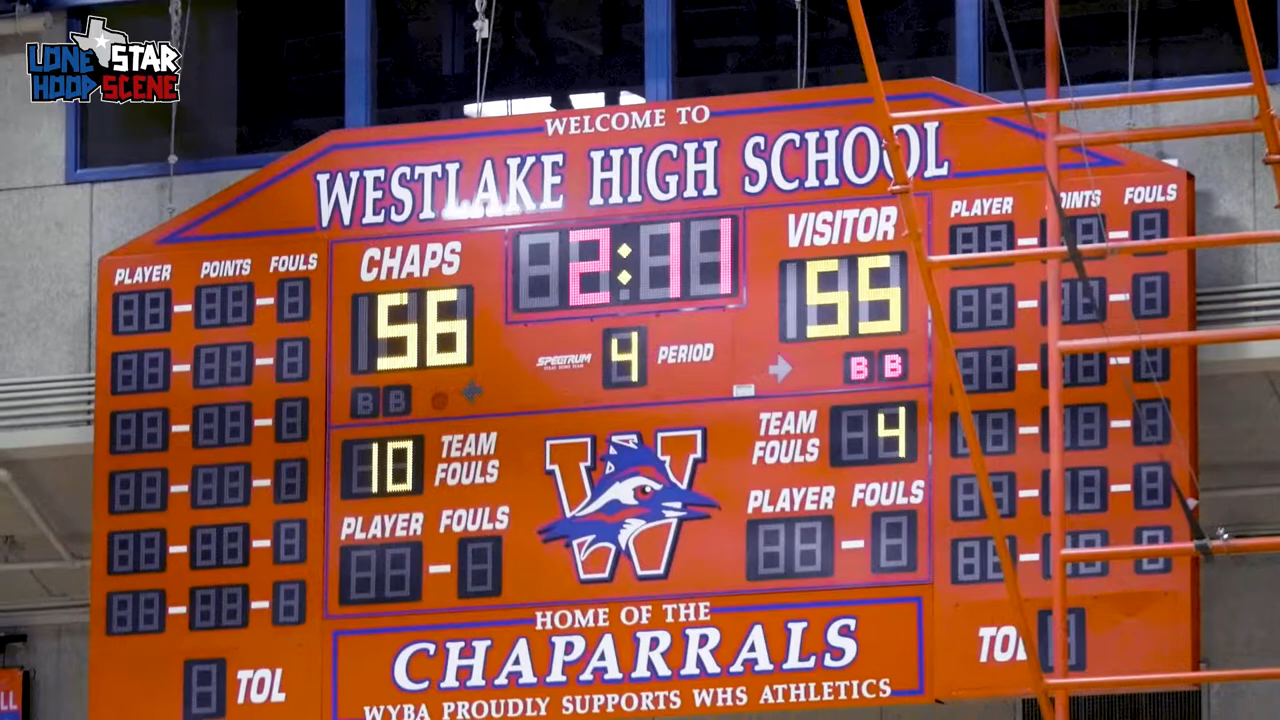 LONE STAR
HOOP SCENE
WELCOME TO
WESTLAKE HIGH SCHOOL
PLAYER POINTS FOULS
CHAPS
2:11
VISITOR
PLAYER POINTS FOULS
56
55
SPECTRUM
4 PERIOD
B B
B B
10 TEAM FOULS
TEAM FOULS 4
W
PLAYER FOULS
PLAYER FOULS
TOL
TOL
HOME OF THE
CHAPARRALS
WYBA PROUDLY SUPPORTS WHS ATHLETICS
LL